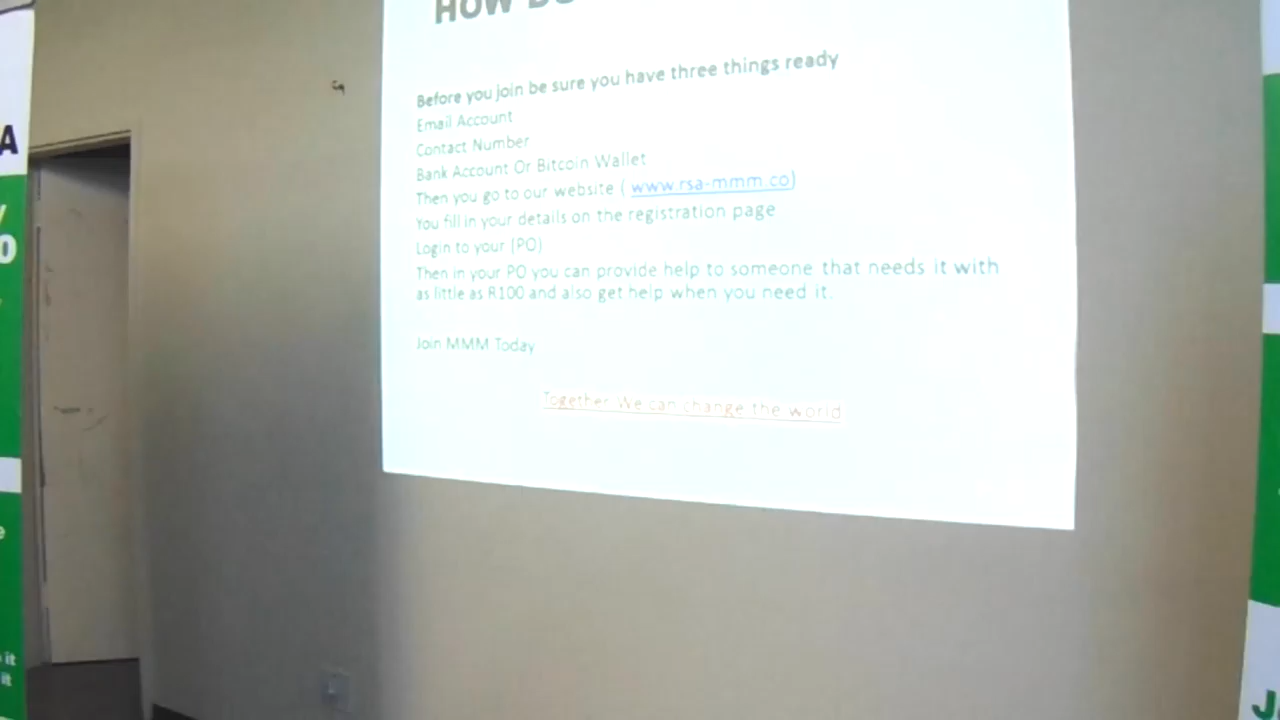 HOW DO
Before you join be sure you have three things ready
Email Account
Contact Number
Bank Account Or Bitcoin Wallet
Then you go to our website ( www.rsa-mmm.co)
You fill in your details on the registration page
Login to your (PO)
Then in your PO you can provide help to someone that needs it with
as little as R100 and also get help when you need it.
Join MMM Today
Together We can change the world
A
it
it